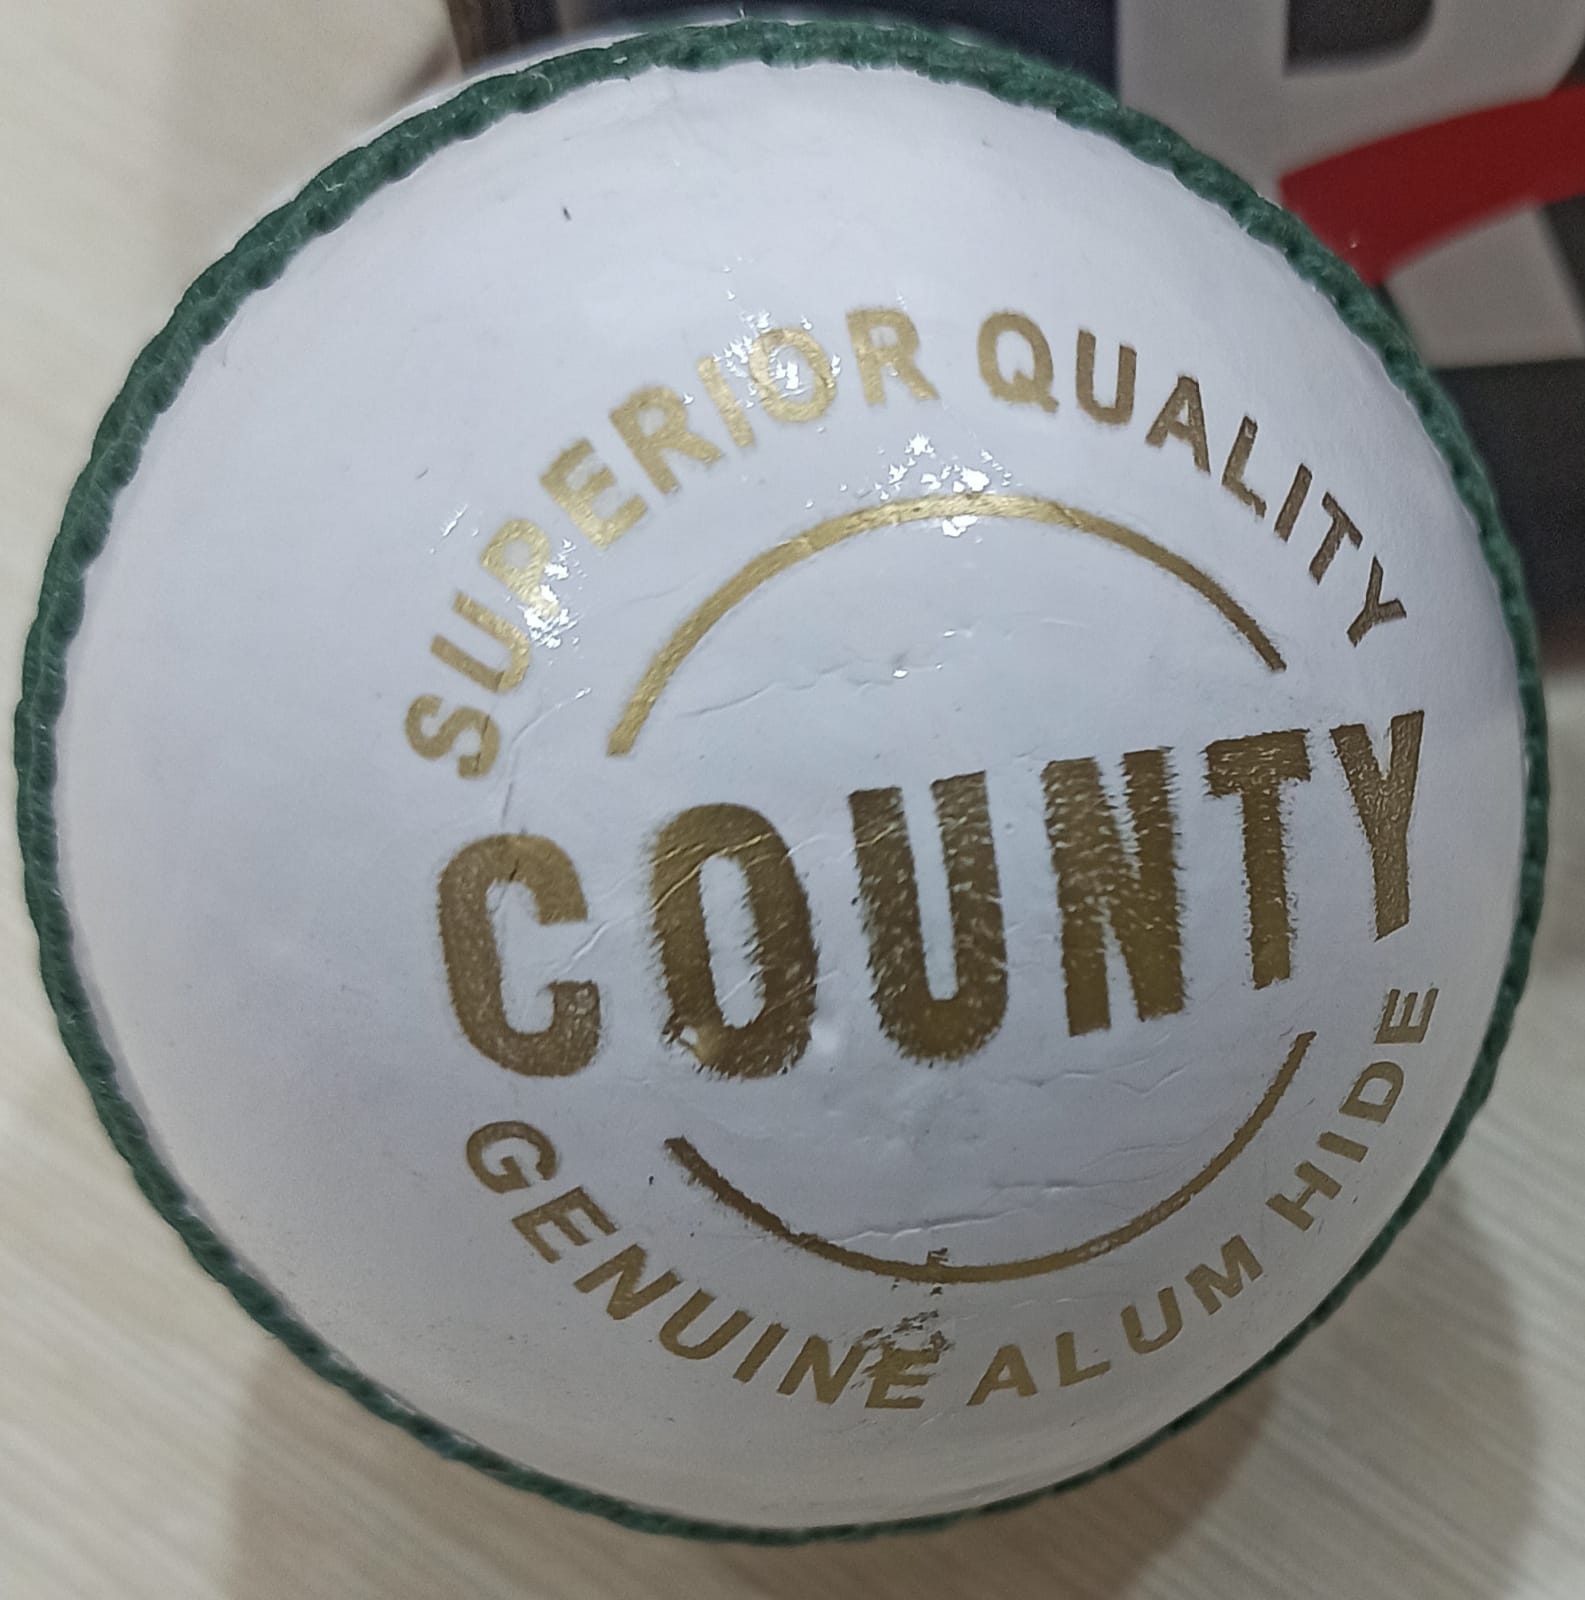 SUPERIOR QUALITY
COUNTY
GENUINE ALUM HIDE